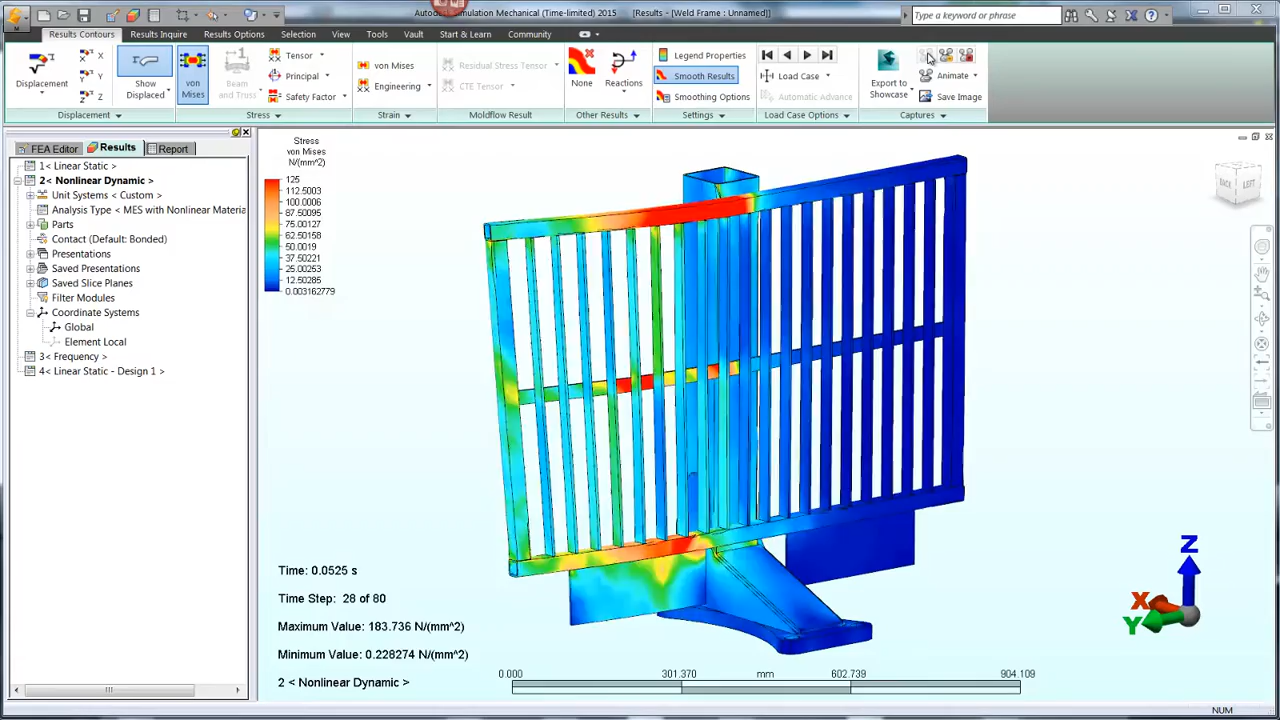 Simulation Mechanical (Time-limited) 2015 [Results - Weld Frame : Unnamed)]
Type a keyword or phrase
Results Contours Results Inquire Results Options Selection View Tools Vault Start & Learn Community
Displacement
X
Y
Z
Displacement
Show Displaced
von Mises
Beam and Truss
Tensor
Principal
Safety Factor
Stress
von Mises
Engineering
Strain
Residual Stress Tensor
CTE Tensor
Moldflow Result
None
Reactions
Other Results
Legend Properties
Smooth Results
Smoothing Options
Settings
Load Case
Automatic Advance
Load Case Options
Export to Showcase
Animate
Save Image
Captures
FEA Editor Results Report
1< Linear Static >
2< Nonlinear Dynamic >
Unit Systems < Custom >
Analysis Type < MES with Nonlinear Materia
Parts
Contact (Default: Bonded)
Presentations
Saved Presentations
Saved Slice Planes
Filter Modules
Coordinate Systems
Global
Element Local
3< Frequency >
4< Linear Static - Design 1 >
Stress
von Mises
N/(mm^2)
125
112.5003
100.0006
87.50095
75.00127
62.50158
50.0019
37.50221
25.00253
12.50285
0.003162779
BACK LEFT
Time: 0.0525 s
Time Step: 28 of 80
Maximum Value: 183.736 N/(mm^2)
Minimum Value: 0.228274 N/(mm^2)
2 < Nonlinear Dynamic >
0.000 301.370 mm 602.739 904.109
Z
X
Y
NUM